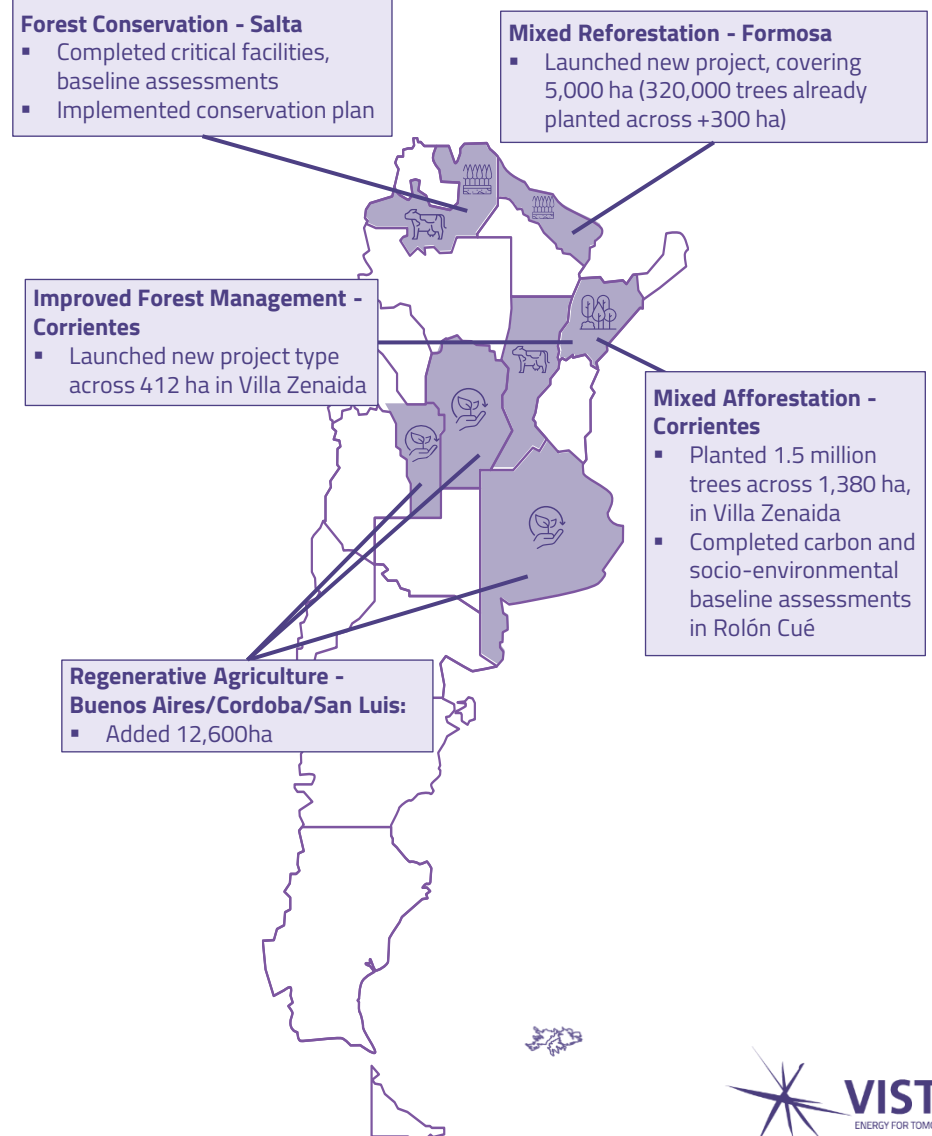 Forest Conservation - Salta
▪ Completed critical facilities,
baseline assessments
▪ Implemented conservation plan
Mixed Reforestation - Formosa
▪ Launched new project, covering
5,000 ha (320,000 trees already
planted across +300 ha)
Improved Forest Management -
Corrientes
▪ Launched new project type
across 412 ha in Villa Zenaida
Mixed Afforestation -
Corrientes
▪ Planted 1.5 million
trees across 1,380 ha,
in Villa Zenaida
▪ Completed carbon and
socio-environmental
baseline assessments
in Rolón Cué
Regenerative Agriculture -
Buenos Aires/Cordoba/San Luis:
▪ Added 12,600ha
VIST
ENERGY FOR TOMO